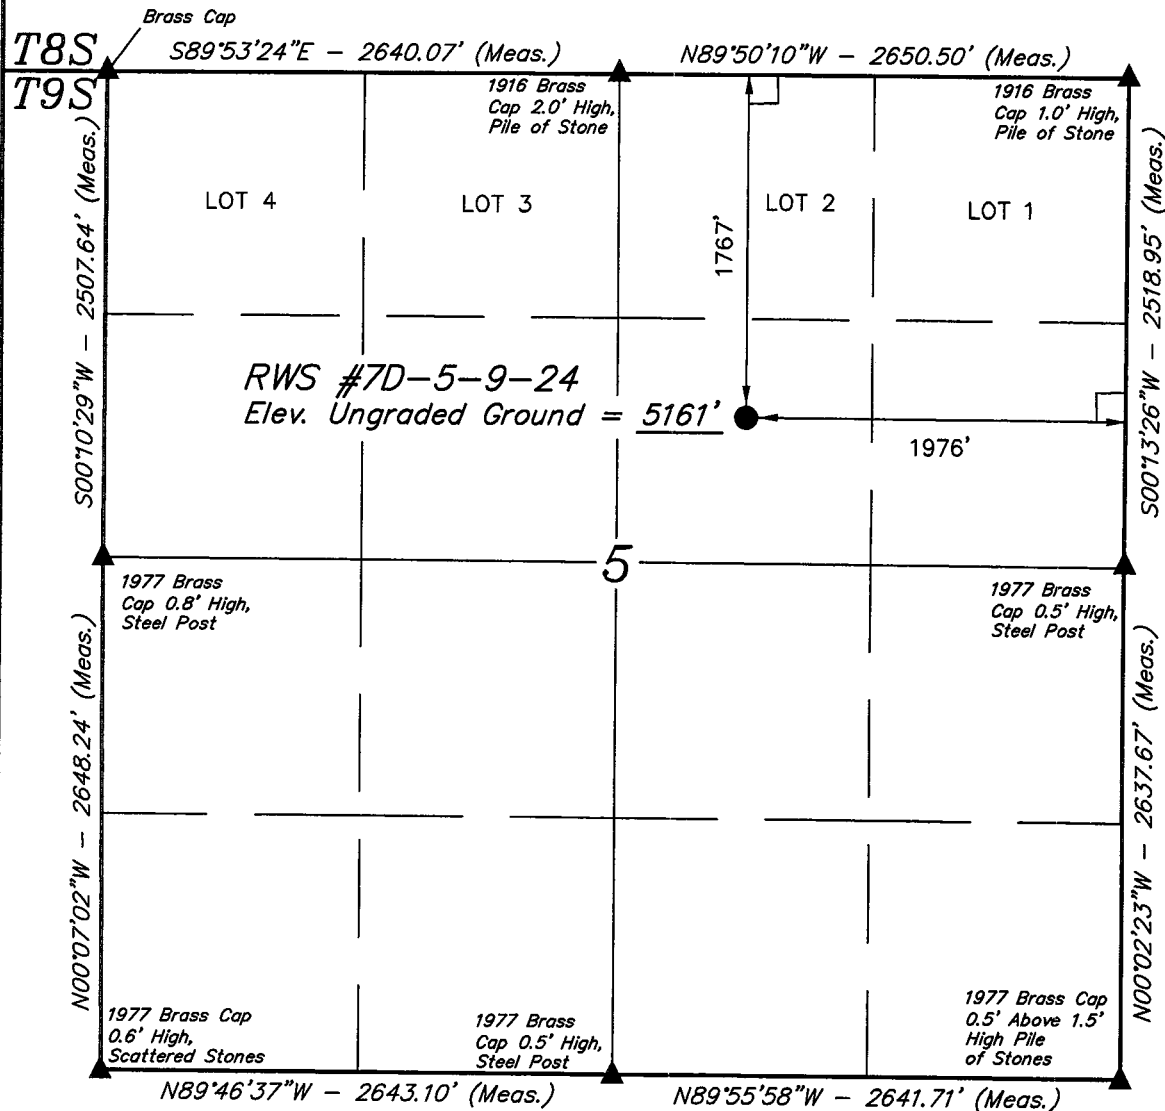 Brass Cap
T8S
S89°53'24"E - 2640.07' (Meas.)
N89°50'10"W - 2650.50' (Meas.)
T9S
1916 Brass
Cap 2.0' High,
Pile of Stone
1916 Brass
Cap 1.0' High,
Pile of Stone
S00°10'29"W - 2507.64' (Meas.)
LOT 4
LOT 3
LOT 2
LOT 1
S00°13'26"W - 2518.95' (Meas.)
1767'
RWS #7D-5-9-24
Elev. Ungraded Ground = 5161'
1976'
5
1977 Brass
Cap 0.8' High,
Steel Post
1977 Brass
Cap 0.5' High,
Steel Post
N00°07'02"W - 2648.24' (Meas.)
N00°02'23"W - 2637.67' (Meas.)
1977 Brass Cap
0.6' High,
Scattered Stones
1977 Brass
Cap 0.5' High,
Steel Post
1977 Brass Cap
0.5' Above 1.5'
High Pile
of Stones
N89°46'37"W - 2643.10' (Meas.)
N89°55'58"W - 2641.71' (Meas.)